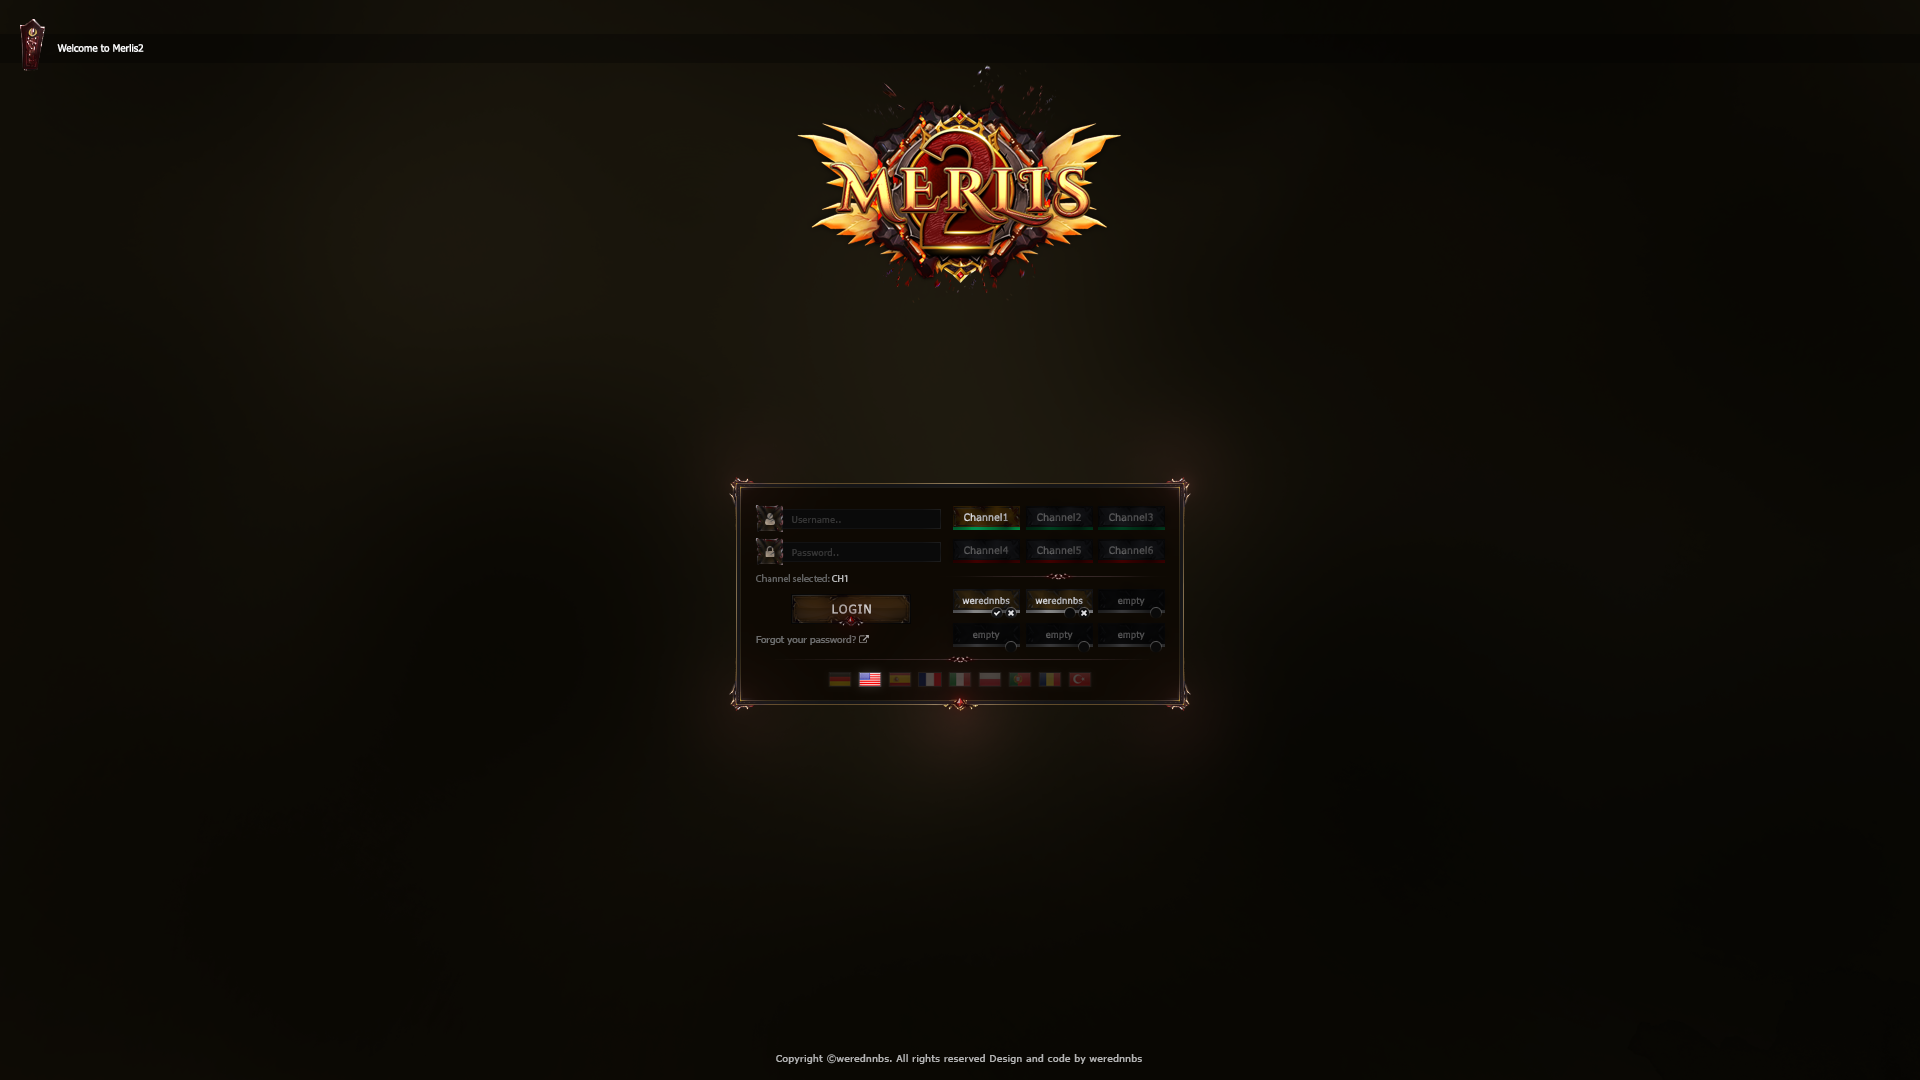 Welcome to Merlis2
MERLIS
2
Username..
Password..
Channel selected: CH1
LOGIN
Forgot your password?
Channel1 Channel2 Channel3
Channel4 Channel5 Channel6
werednnbs werednnbs empty
empty empty empty
Copyright ©werednnbs. All rights reserved Design and code by werednnbs